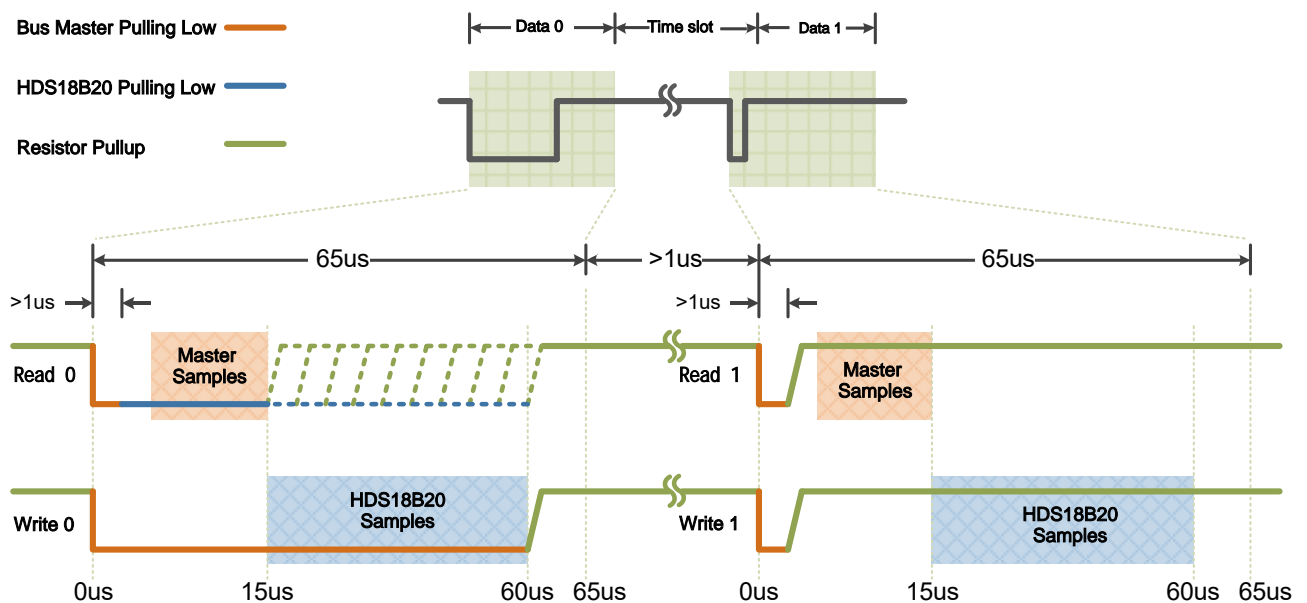 Bus Master Pulling Low
HDS18B20 Pulling Low
Resistor Pullup
Data 0
Time slot
Data 1
65us
>1us
65us
>1us
>1us
Read 0
Master
Samples
Read 1
Master
Samples
Write 0
HDS18B20
Samples
Write 1
HDS18B20
Samples
0us
15us
60us
65us
0us
15us
60us
65us